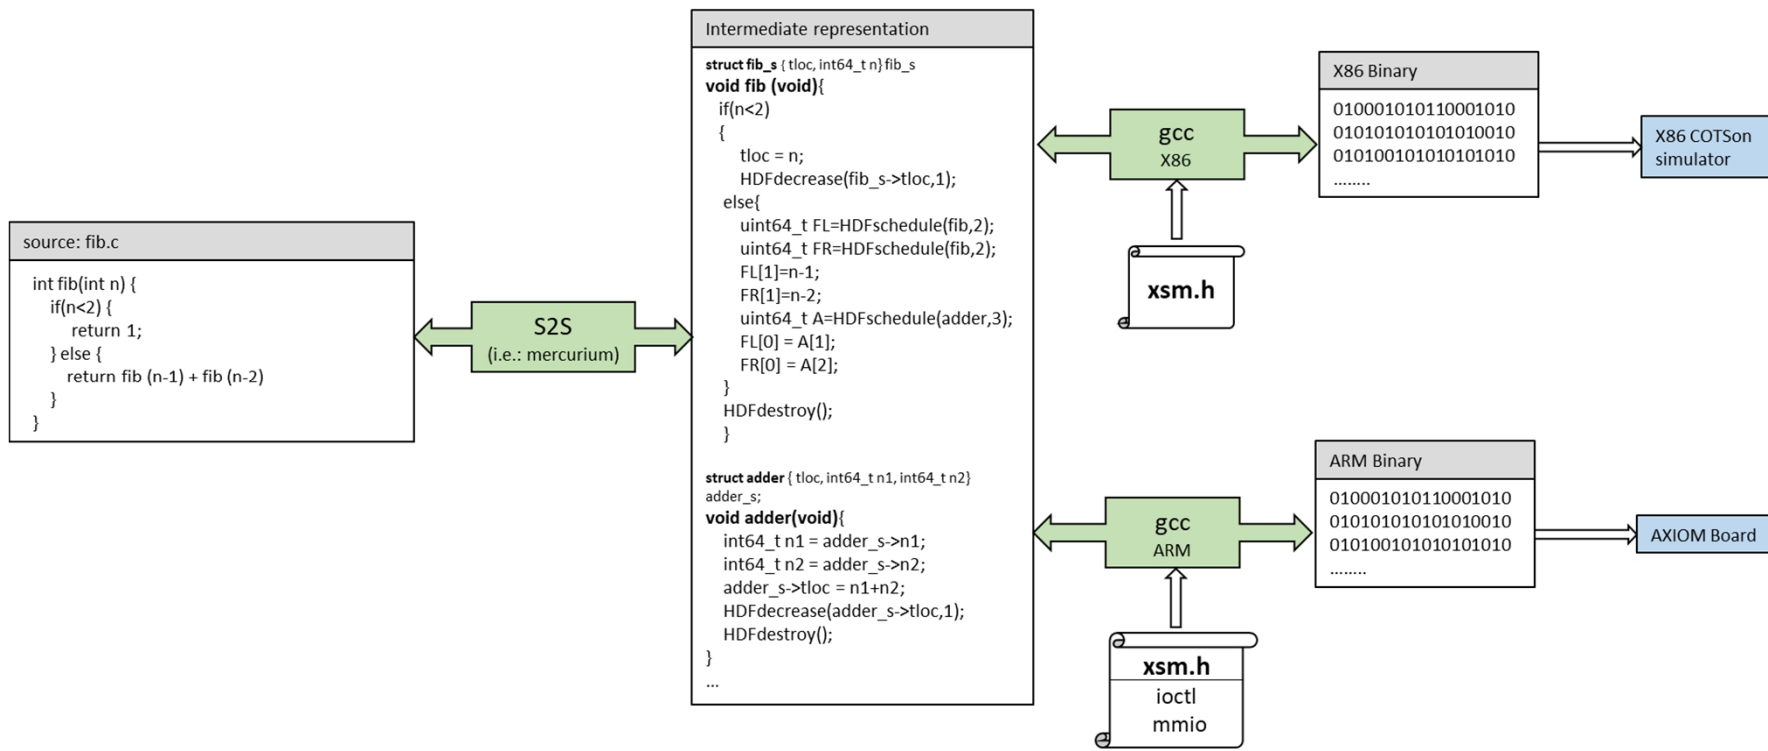 source: fib.c
int fib(int n) {
if(n<2) {
return 1;
} else {
return fib (n-1) + fib (n-2)
}
}
S2S
(i.e.: mercurium)
Intermediate representation
struct fib_s { tloc, int64_t n} fib_s
void fib (void){
if(n<2)
{
tloc = n;
HDFdecrease(fib_s->tloc,1);
else{
uint64_t FL=HDFschedule(fib,2);
uint64_t FR=HDFschedule(fib,2);
FL[1]=n-1;
FR[1]=n-2;
uint64_t A=HDFschedule(adder,3);
FL[0] = A[1];
FR[0] = A[2];
}
HDFdestroy();
}
struct adder { tloc, int64_t n1, int64_t n2}
adder_s;
void adder(void){
int64_t n1 = adder_s->n1;
int64_t n2 = adder_s->n2;
adder_s->tloc = n1+n2;
HDFdecrease(adder_s->tloc,1);
HDFdestroy();
}
...
gcc
X86
xsm.h
X86 Binary
010001010110001010
010101010101010010
010100101010101010
........
X86 COTSon
simulator
gcc
ARM
xsm.h
ioctl
mmio
ARM Binary
010001010110001010
010101010101010010
010100101010101010
........
AXIOM Board